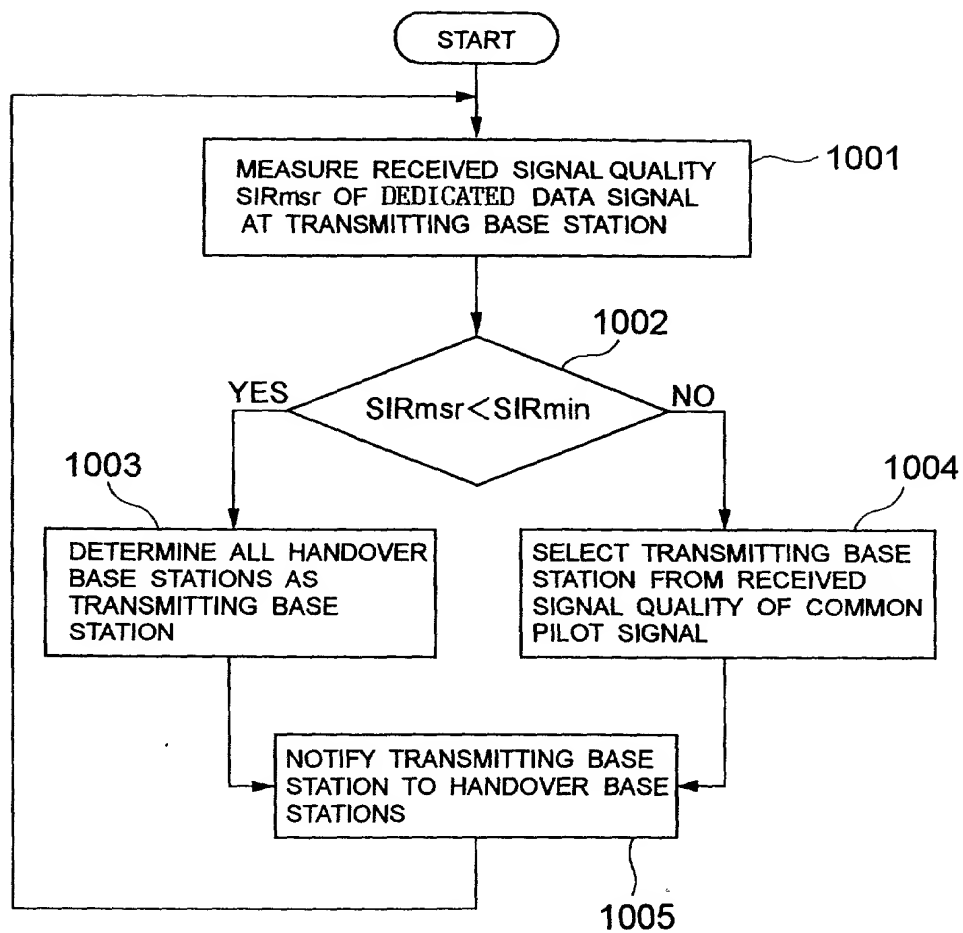 START
MEASURE RECEIVED SIGNAL QUALITY
SIRmsr OF DEDICATED DATA SIGNAL
AT TRANSMITTING BASE STATION
1001
1002
YES
SIRmsr<SIRmin
NO
1003
1004
DETERMINE ALL HANDOVER
BASE STATIONS AS
TRANSMITTING BASE
STATION
SELECT TRANSMITTING BASE
STATION FROM RECEIVED
SIGNAL QUALITY OF COMMON
PILOT SIGNAL
NOTIFY TRANSMITTING BASE
STATION TO HANDOVER BASE
STATIONS
1005